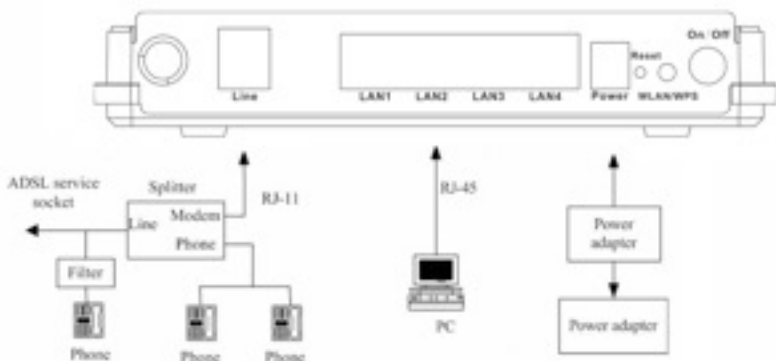 On/Off
Reset
Line
LAN1 LAN2 LAN3 LAN4
Power
WLAN/WPS
ADSL service
socket
Splitter
RJ-11
RJ-45
Modem
Line
Phone
Filter
Power
adapter
PC
Power adapter
Phone
Phone
Phone